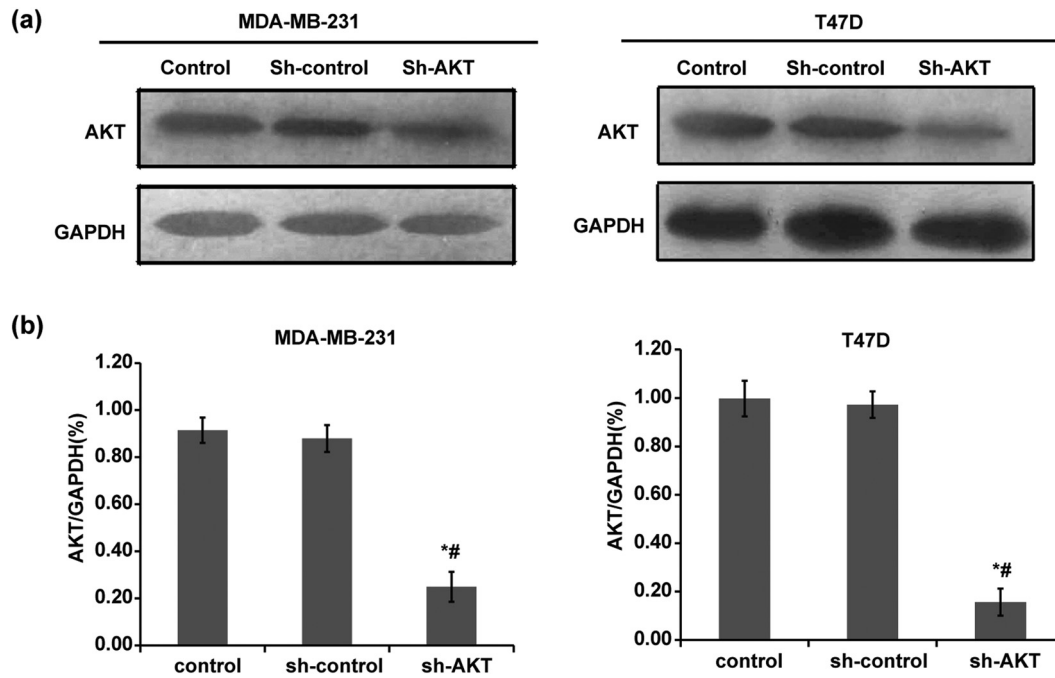 (a)
MDA-MB-231
Control Sh-control Sh-AKT
AKT
GAPDH
T47D
Control Sh-control Sh-AKT
AKT
GAPDH
(b)
MDA-MB-231
AKT/GAPDH(%)
1.20
1.00
0.80
0.60
0.40
0.20
0.00
*#
control sh-control sh-AKT
T47D
AKT/GAPDH(%)
1.20
1.00
0.80
0.60
0.40
0.20
0.00
*#
control sh-control sh-AKT